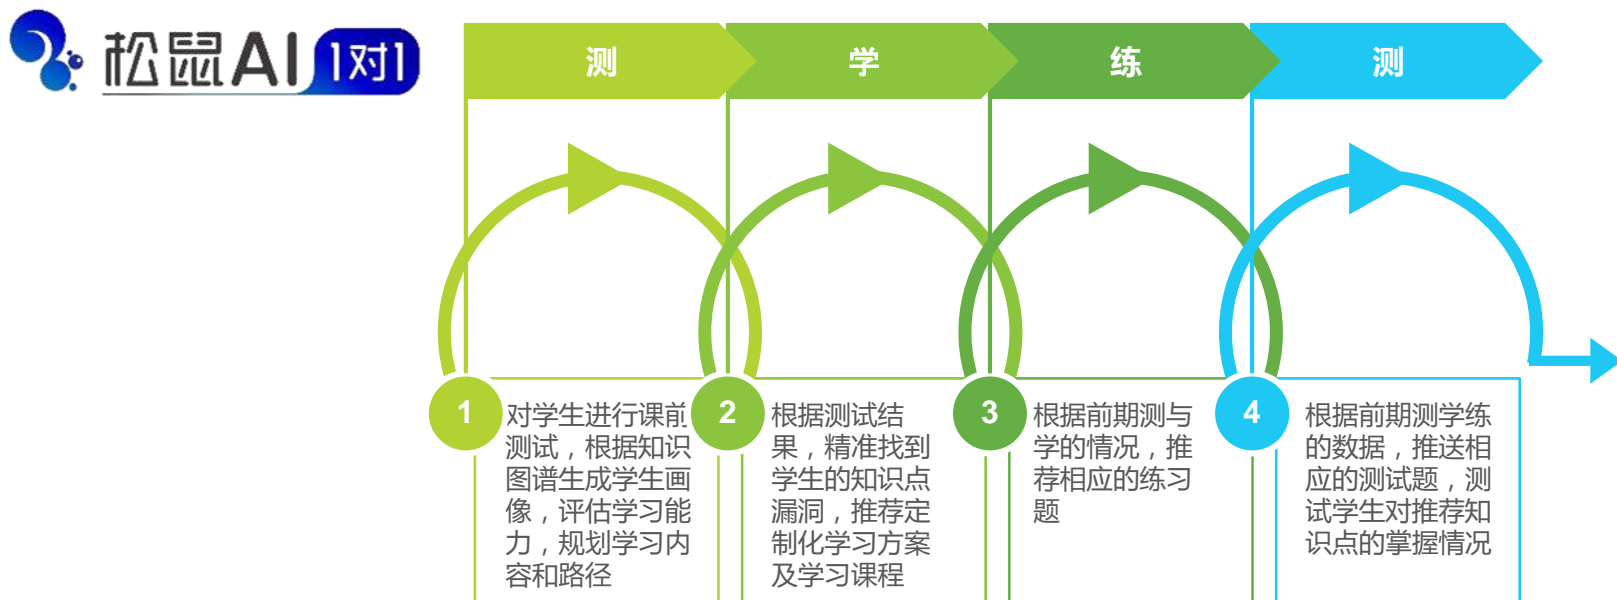 松鼠AI 1对1
测
学
练
测
1
对学生进行课前
测试，根据知识
图谱生成学生画
像，评估学习能
力，规划学习内
容和路径
2
根据测试结
果，精准找到
学生的知识点
漏洞，推荐定
制化学习方案
及学习课程
3
根据前期测与
学的情况，推
荐相应的练习
题
4
根据前期测学练
的数据，推送相
应的测试题，测
试学生对推荐知
识点的掌握情况